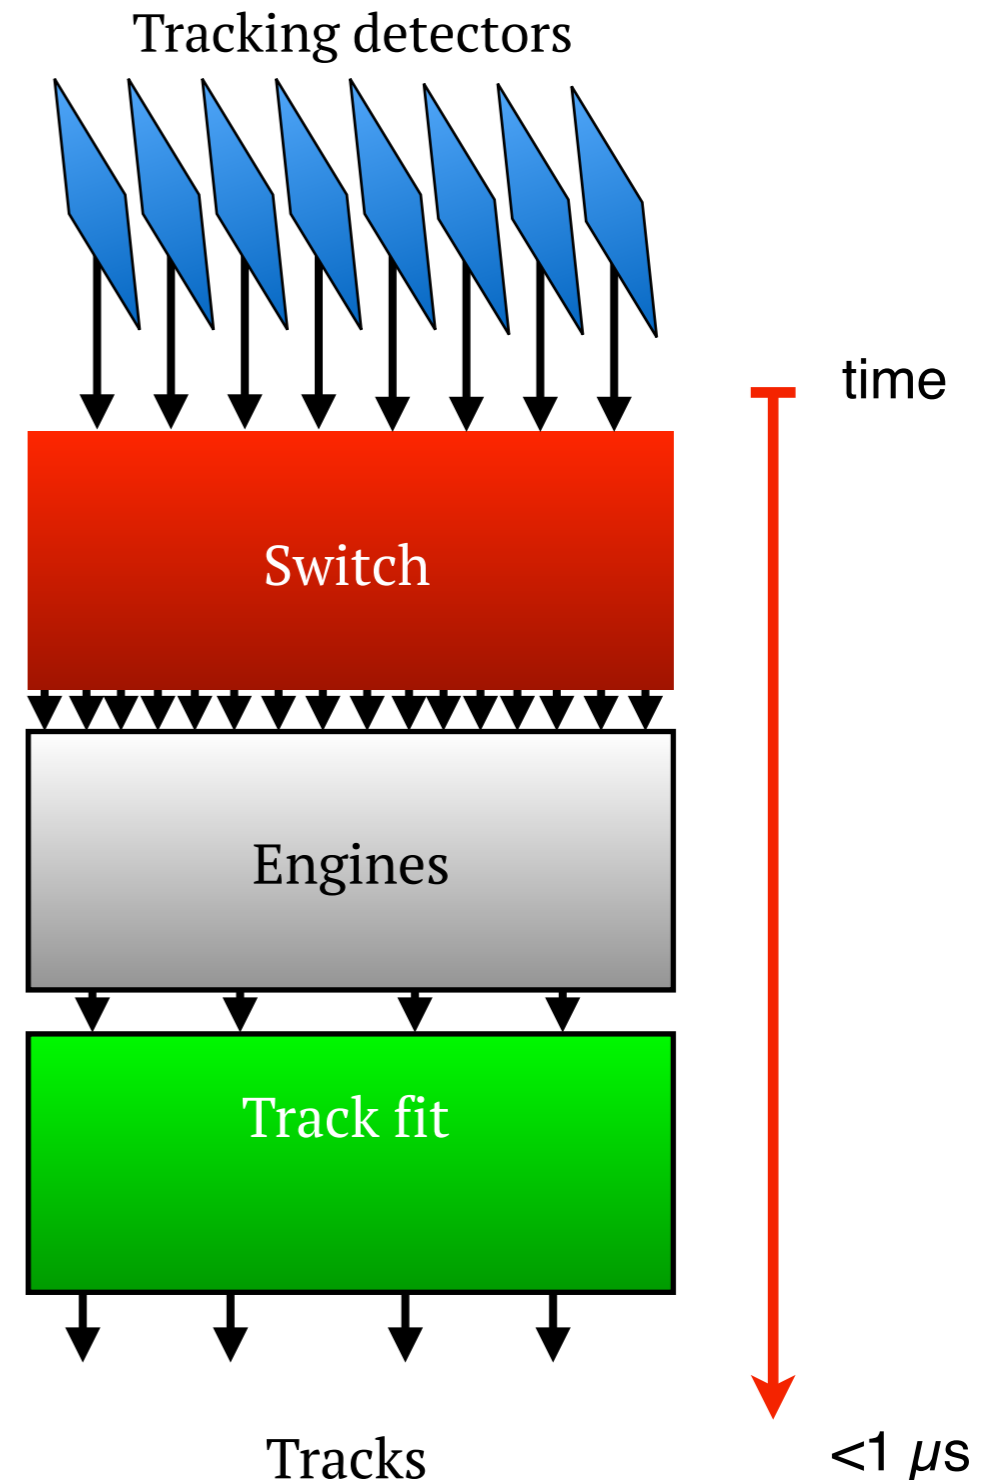 Tracking detectors
time
Switch
Engines
Track fit
Tracks
<1 µs